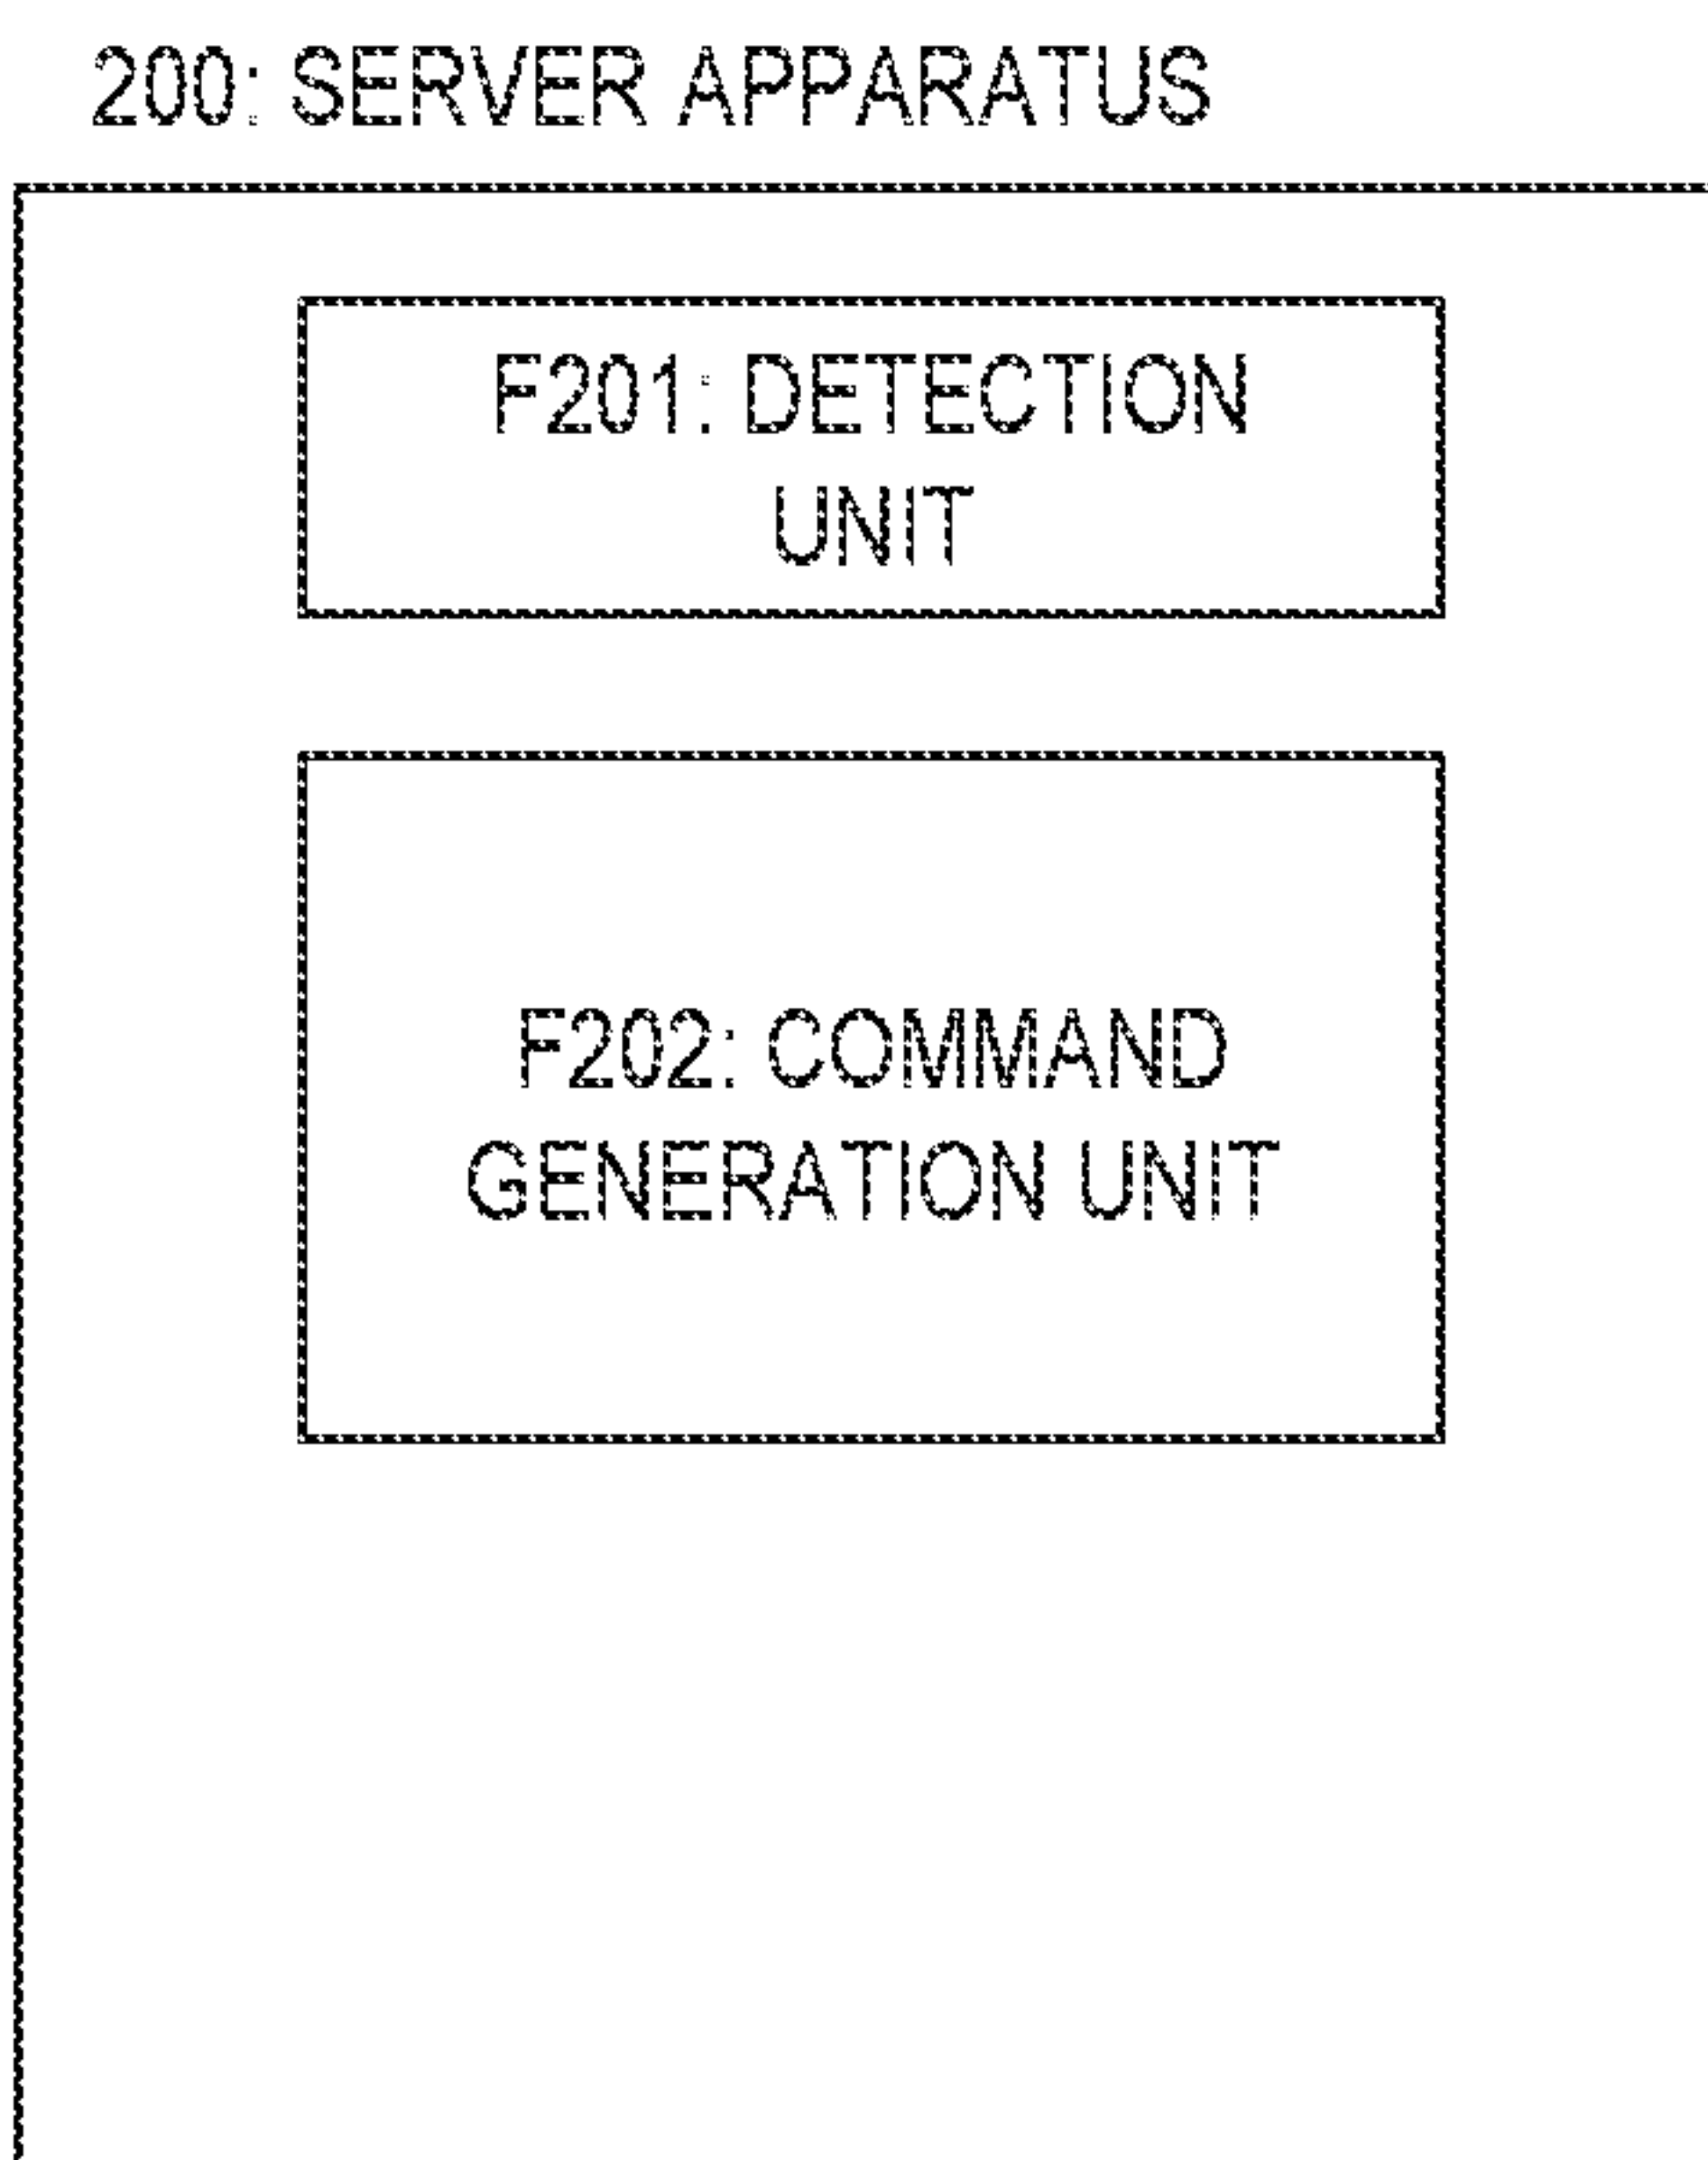 200: SERVER APPARATUS
F201: DETECTION
UNIT
F202: COMMAND
GENERATION UNIT